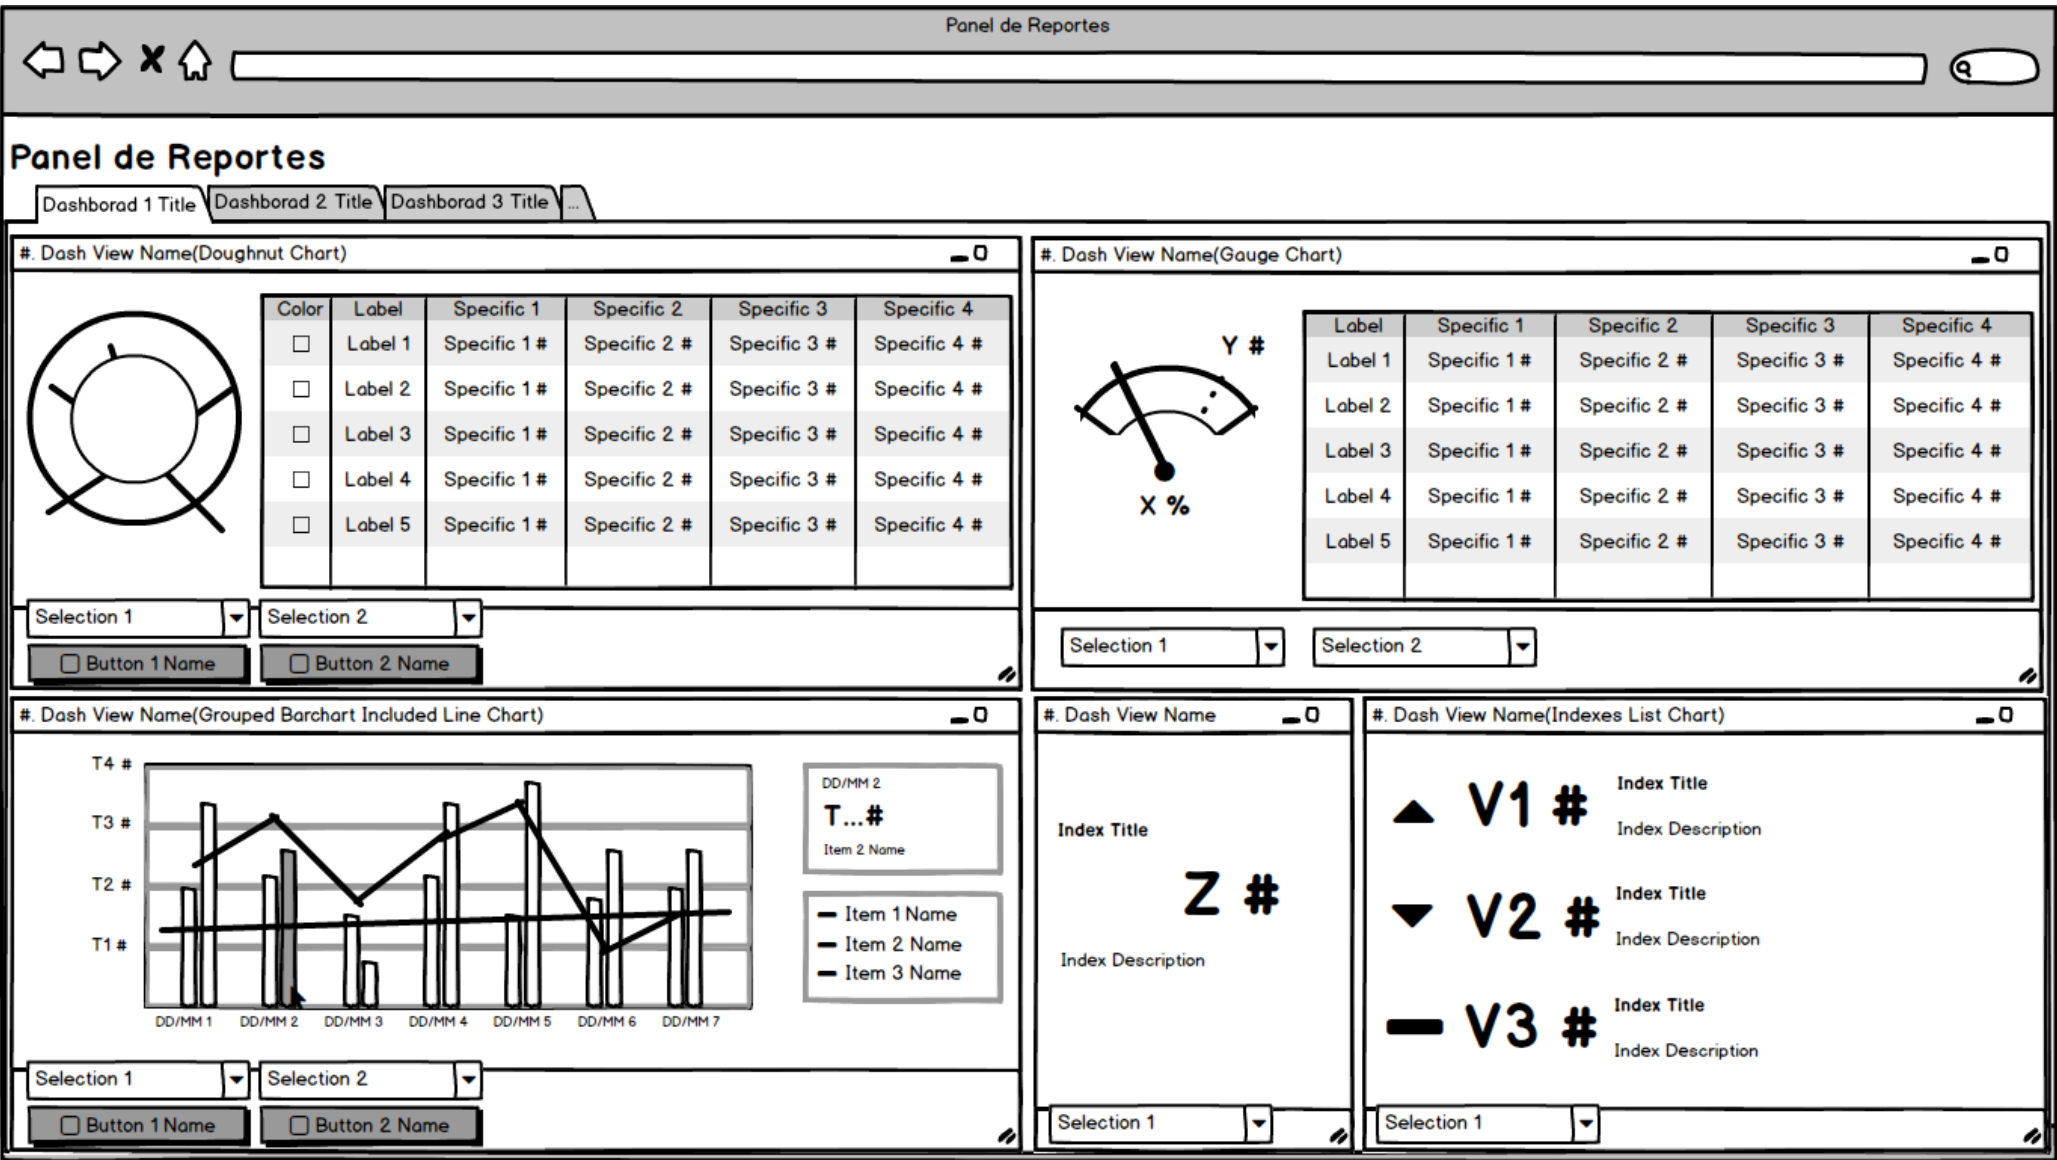 Panel de Reportes
Panel de Reportes
Dashborad 1 Title Dashborad 2 Title Dashborad 3 Title ...
#. Dash View Name(Doughnut Chart)
Color Label Specific 1 Specific 2 Specific 3 Specific 4
Label 1 Specific 1 # Specific 2 # Specific 3 # Specific 4 #
Label 2 Specific 1 # Specific 2 # Specific 3 # Specific 4 #
Label 3 Specific 1 # Specific 2 # Specific 3 # Specific 4 #
Label 4 Specific 1 # Specific 2 # Specific 3 # Specific 4 #
Label 5 Specific 1 # Specific 2 # Specific 3 # Specific 4 #
Selection 1 Selection 2
Button 1 Name Button 2 Name
#. Dash View Name(Gauge Chart)
Y #
X %
Label Specific 1 Specific 2 Specific 3 Specific 4
Label 1 Specific 1 # Specific 2 # Specific 3 # Specific 4 #
Label 2 Specific 1 # Specific 2 # Specific 3 # Specific 4 #
Label 3 Specific 1 # Specific 2 # Specific 3 # Specific 4 #
Label 4 Specific 1 # Specific 2 # Specific 3 # Specific 4 #
Label 5 Specific 1 # Specific 2 # Specific 3 # Specific 4 #
Selection 1 Selection 2
#. Dash View Name(Grouped Barchart Included Line Chart)
T4 #
T3 #
T2 #
T1 #
DD/MM 1 DD/MM 2 DD/MM 3 DD/MM 4 DD/MM 5 DD/MM 6 DD/MM 7
DD/MM 2
T...#
Item 2 Name
Item 1 Name
Item 2 Name
Item 3 Name
Selection 1 Selection 2
Button 1 Name Button 2 Name
#. Dash View Name
Index Title
Z #
Index Description
Selection 1
#. Dash View Name(Indexes List Chart)
V1 #
Index Title
Index Description
V2 #
Index Title
Index Description
V3 #
Index Title
Index Description
Selection 1